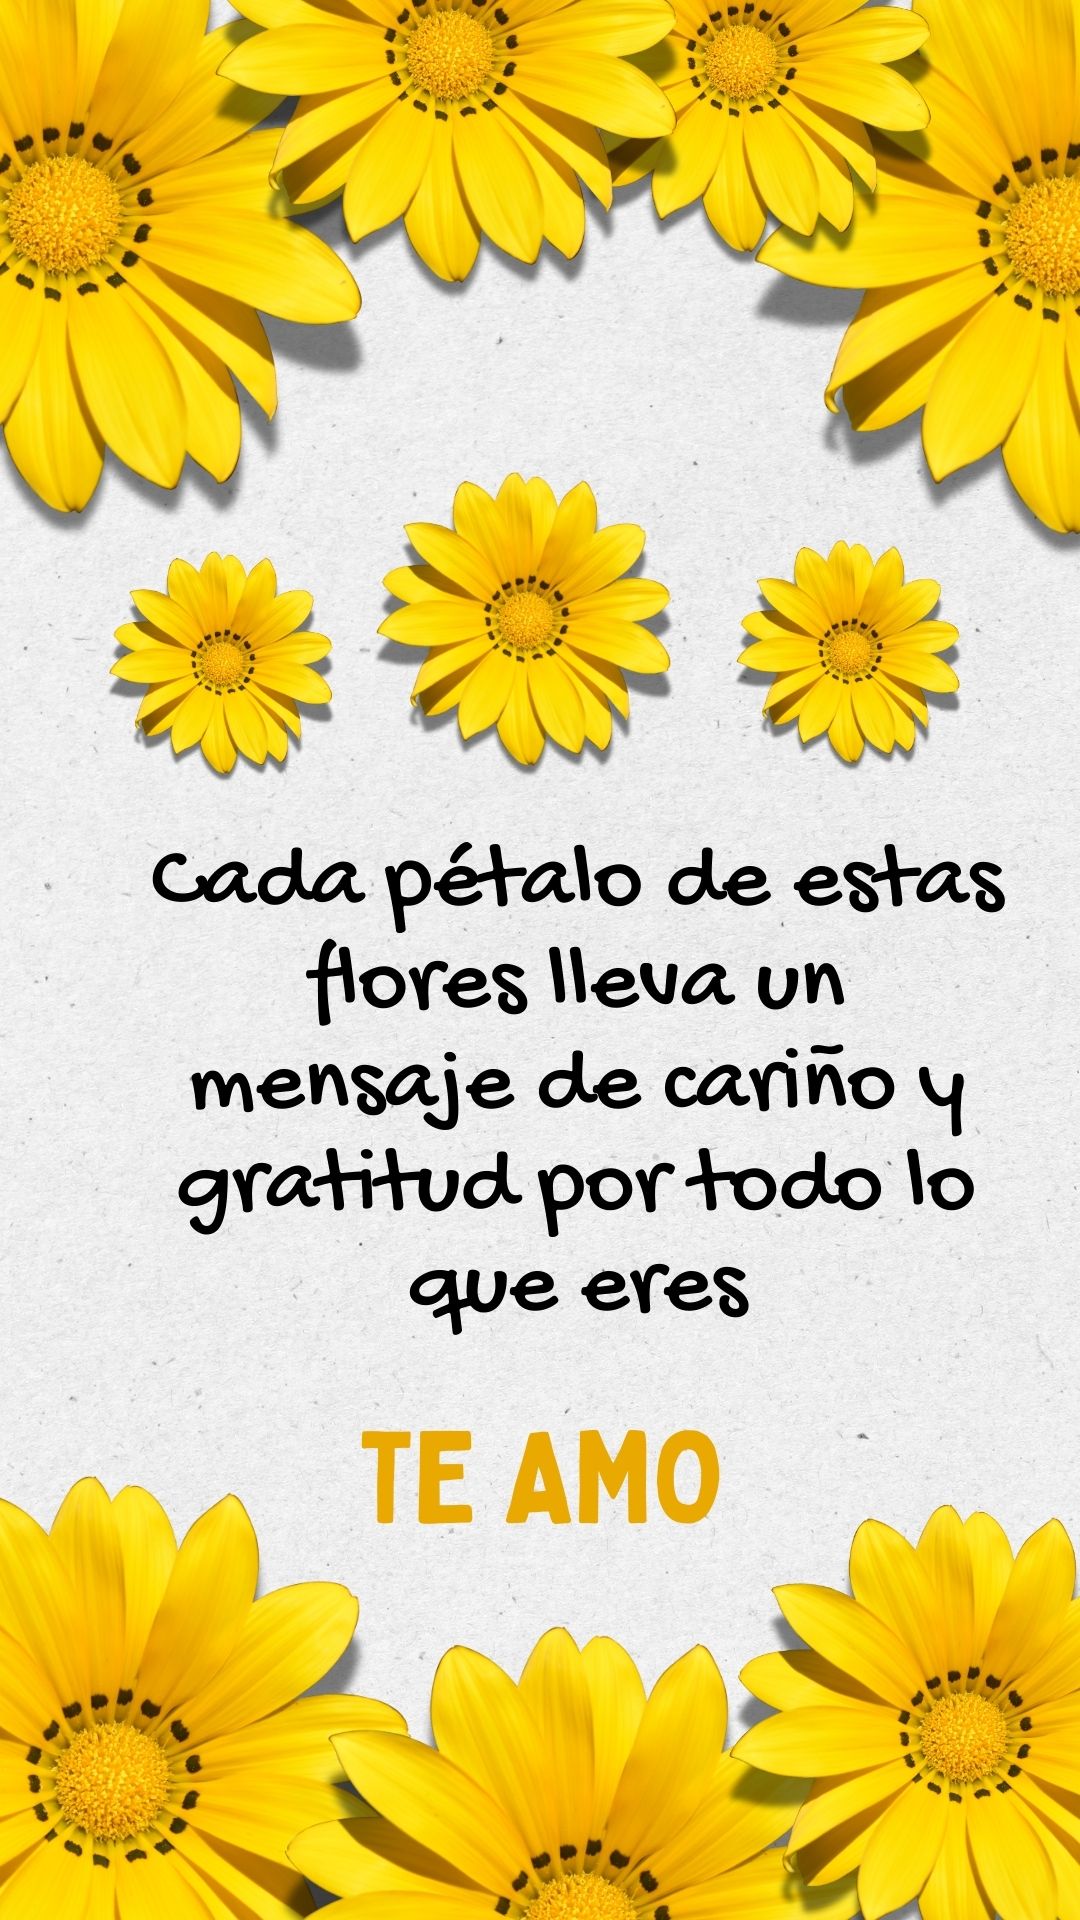 Cada pétalo de estas
flores lleva un
mensaje de cariño y
gratitud por todo lo
que eres
TE AMO